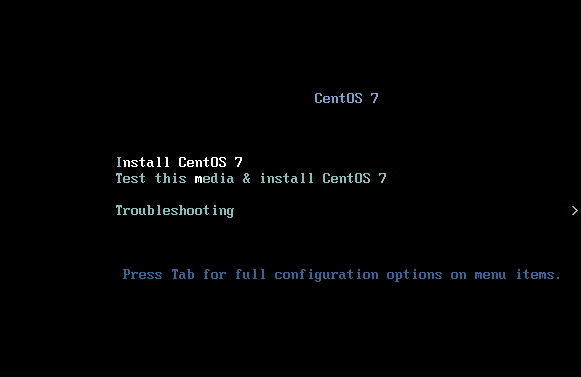 CentOS 7
Install CentOS 7
Test this media & install CentOS 7
Troubleshooting >
Press Tab for full configuration options on menu items.